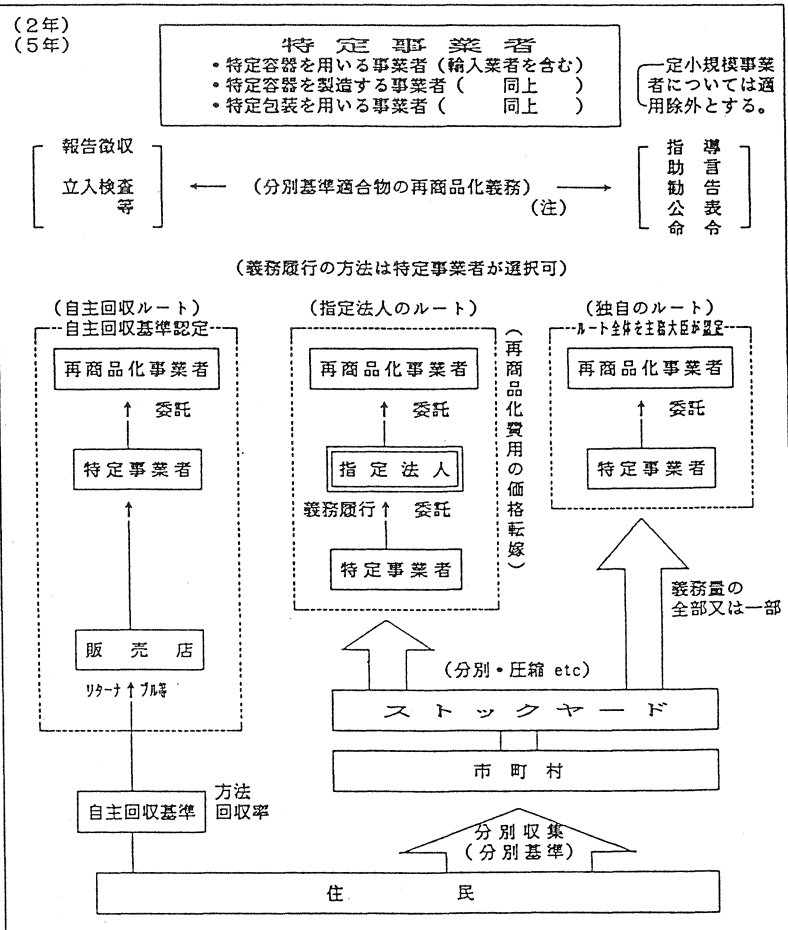 (2年)
(5年)
特定事業者
・特定容器を用いる事業者(輸入業者を含む)
・特定容器を製造する事業者( 同上 )
・特定包装を用いる事業者( 同上 )
一定小規模事業
者については適
用除外とする。
報告徴収
立入検査
等
(分別基準適合物の再商品化義務)
(注)
指導
助言
勧告
公表
命令
(義務履行の方法は特定事業者が選択可)
(自主回収ルート)
自主回収基準認定
再商品化事業者
委託
特定事業者
販売店
リターナブル等
自主回収基準
方法
回収率
(指定法人のルート)
再商品化事業者
委託
指定法人
義務履行 委託
特定事業者
(再商品化費用の価格転嫁)
(独自のルート)
ルート全体を主務大臣が認定
再商品化事業者
委託
特定事業者
義務量の
全部又は一部
(分別・圧縮 etc)
ストックヤード
市町村
分別収集
(分別基準)
住民